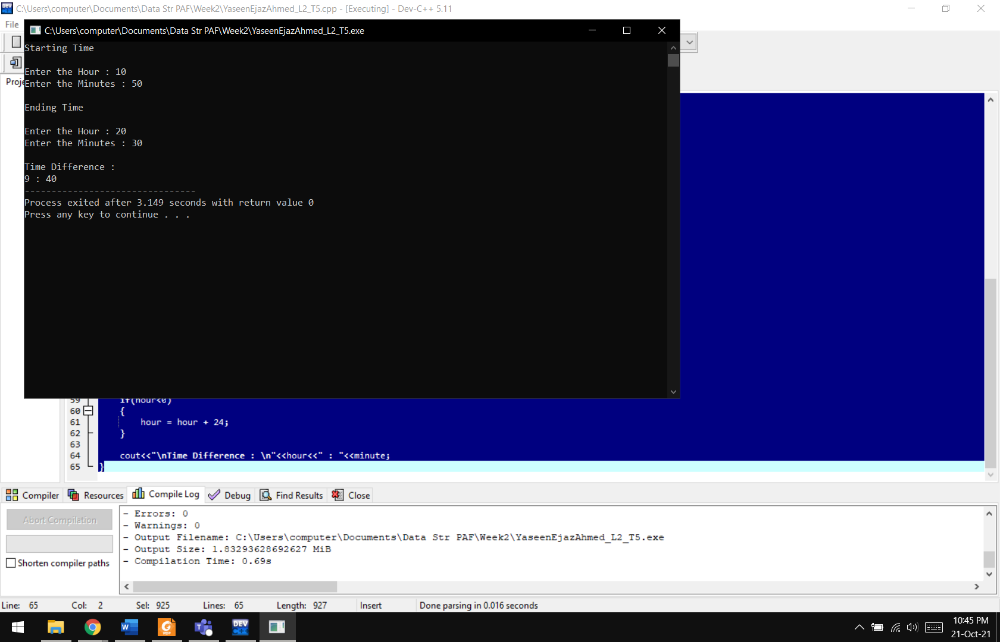 C:\Users\computer\Documents\Data Str PAF\Week2\YaseenEjazAhmed_L2_T5.cpp - [Executing] - Dev-C++ 5.11
File
C:\Users\computer\Documents\Data Str PAF\Week2\YaseenEjazAhmed_L2_T5.exe
Starting Time
Enter the Hour : 10
Proje
Enter the Minutes : 50
Ending Time
Enter the Hour : 20
Enter the Minutes : 30
Time Difference :
9 : 40
--------------------------------
Process exited after 3.149 seconds with return value 0
Press any key to continue . . .
59 if(hour<0)
60 {
61 hour = hour + 24;
62 }
63
64 cout<<"\nTime Difference : \n"<<hour<<" : "<<minute;
65 }
Compiler Resources Compile Log Debug Find Results Close
Abort Compilation
Shorten compiler paths
- Errors: 0
- Warnings: 0
- Output Filename: C:\Users\computer\Documents\Data Str PAF\Week2\YaseenEjazAhmed_L2_T5.exe
- Output Size: 1.83293628692627 MiB
- Compilation Time: 0.69s
Line: 65 Col: 2 Sel: 925 Lines: 65 Length: 927 Insert Done parsing in 0.016 seconds
W PDF T DEV C++
10:45 PM
21-Oct-21